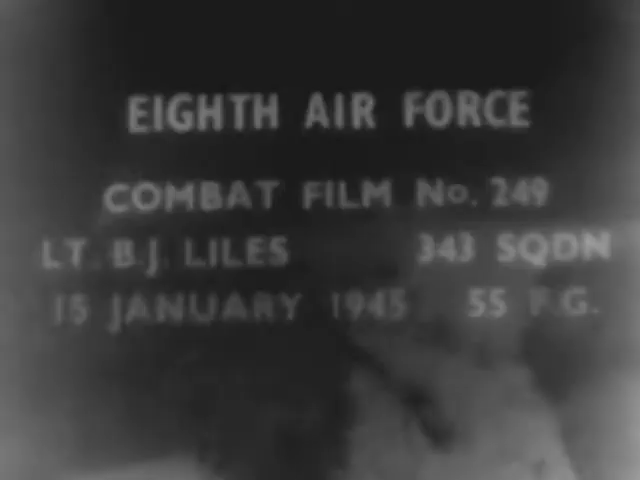 EIGHTH AIR FORCE
COMBAT FILM No. 249
LT. B.J. LILES 343 SQDN
15 JANUARY 1945 55 F.G.